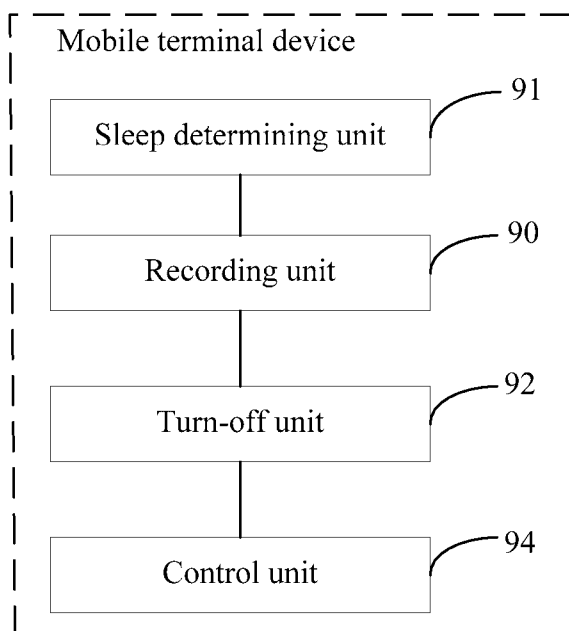 Mobile terminal device
91
Sleep determining unit
90
Recording unit
92
Turn-off unit
94
Control unit